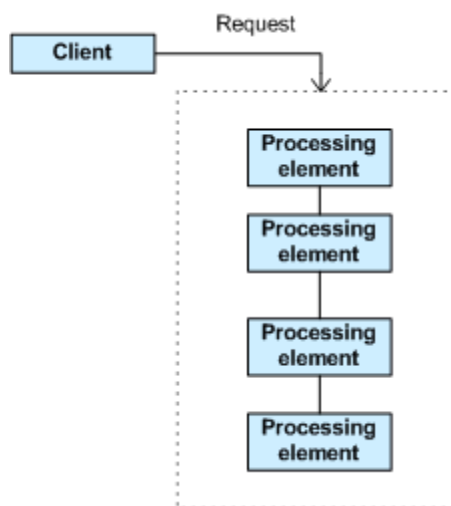 Request
Client
Processing
element
Processing
element
Processing
element
Processing
element